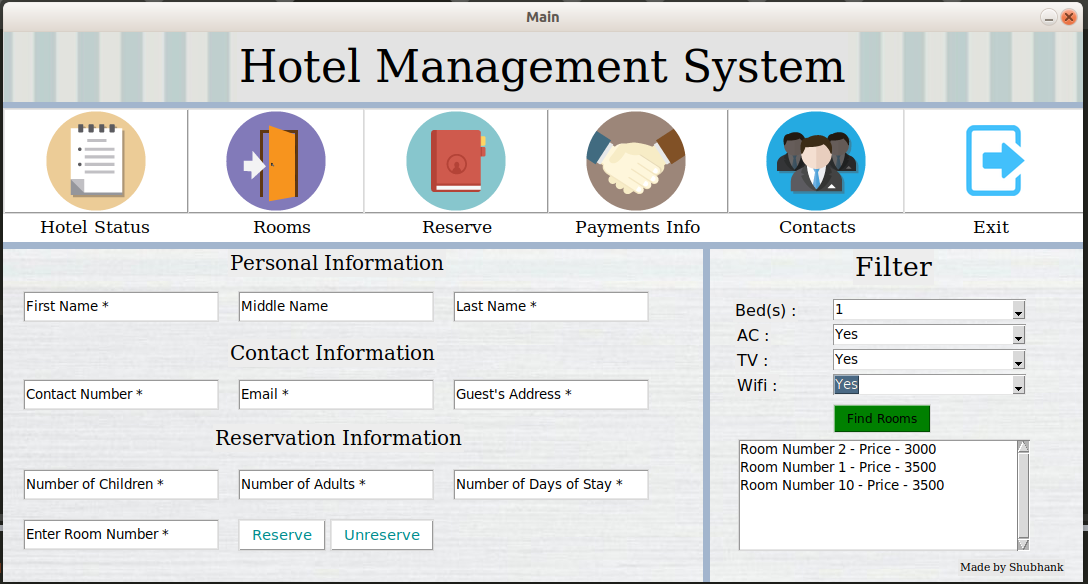 Main
Hotel Management System
Hotel Status
Rooms
Reserve
Payments Info
Contacts
Exit
Personal Information
First Name *
Middle Name
Last Name *
Contact Information
Contact Number *
Email *
Guest's Address *
Reservation Information
Number of Children *
Number of Adults *
Number of Days of Stay *
Enter Room Number *
Reserve
Unreserve
Filter
Bed(s) : 1
AC : Yes
TV : Yes
Wifi : Yes
Find Rooms
Room Number 2 - Price - 3000
Room Number 1 - Price - 3500
Room Number 10 - Price - 3500
Made by Shubhank